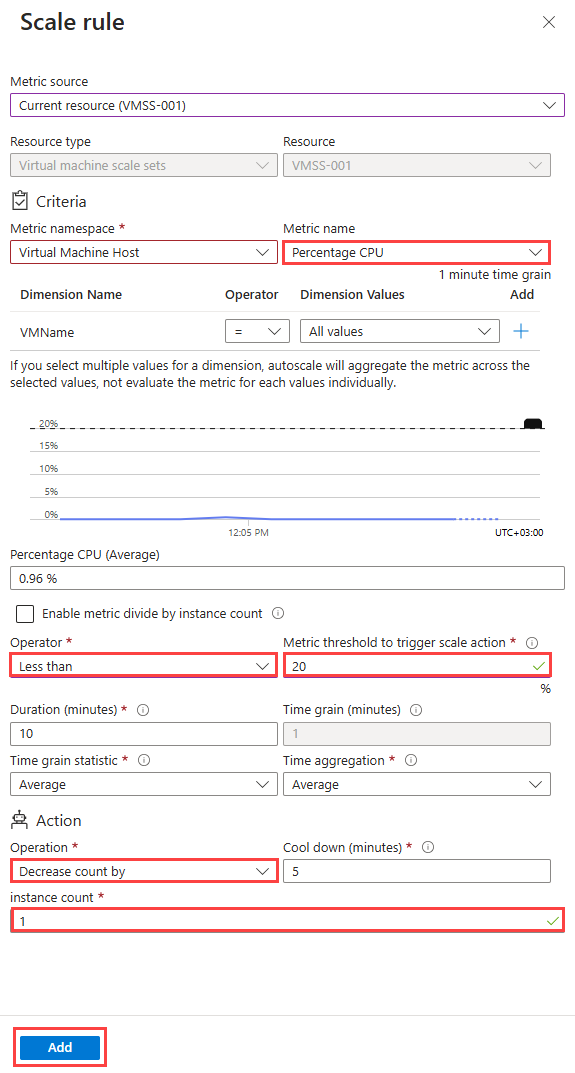 Scale rule
Metric source
Current resource (VMSS-001)
Resource type
Resource
Virtual machine scale sets
VMSS-001
Criteria
Metric namespace *
Metric name
Virtual Machine Host
Percentage CPU
1 minute time grain
Dimension Name
Operator
Dimension Values
Add
VMName
=
All values
If you select multiple values for a dimension, autoscale will aggregate the metric across the
selected values, not evaluate the metric for each values individually.
20%
15%
10%
5%
0%
12:05 PM
UTC+03:00
Percentage CPU (Average)
0.96 %
Enable metric divide by instance count
Operator *
Metric threshold to trigger scale action *
Less than
20
%
Duration (minutes) *
Time grain (minutes)
10
1
Time grain statistic *
Time aggregation *
Average
Average
Action
Operation *
Cool down (minutes) *
Decrease count by
5
instance count *
1
Add